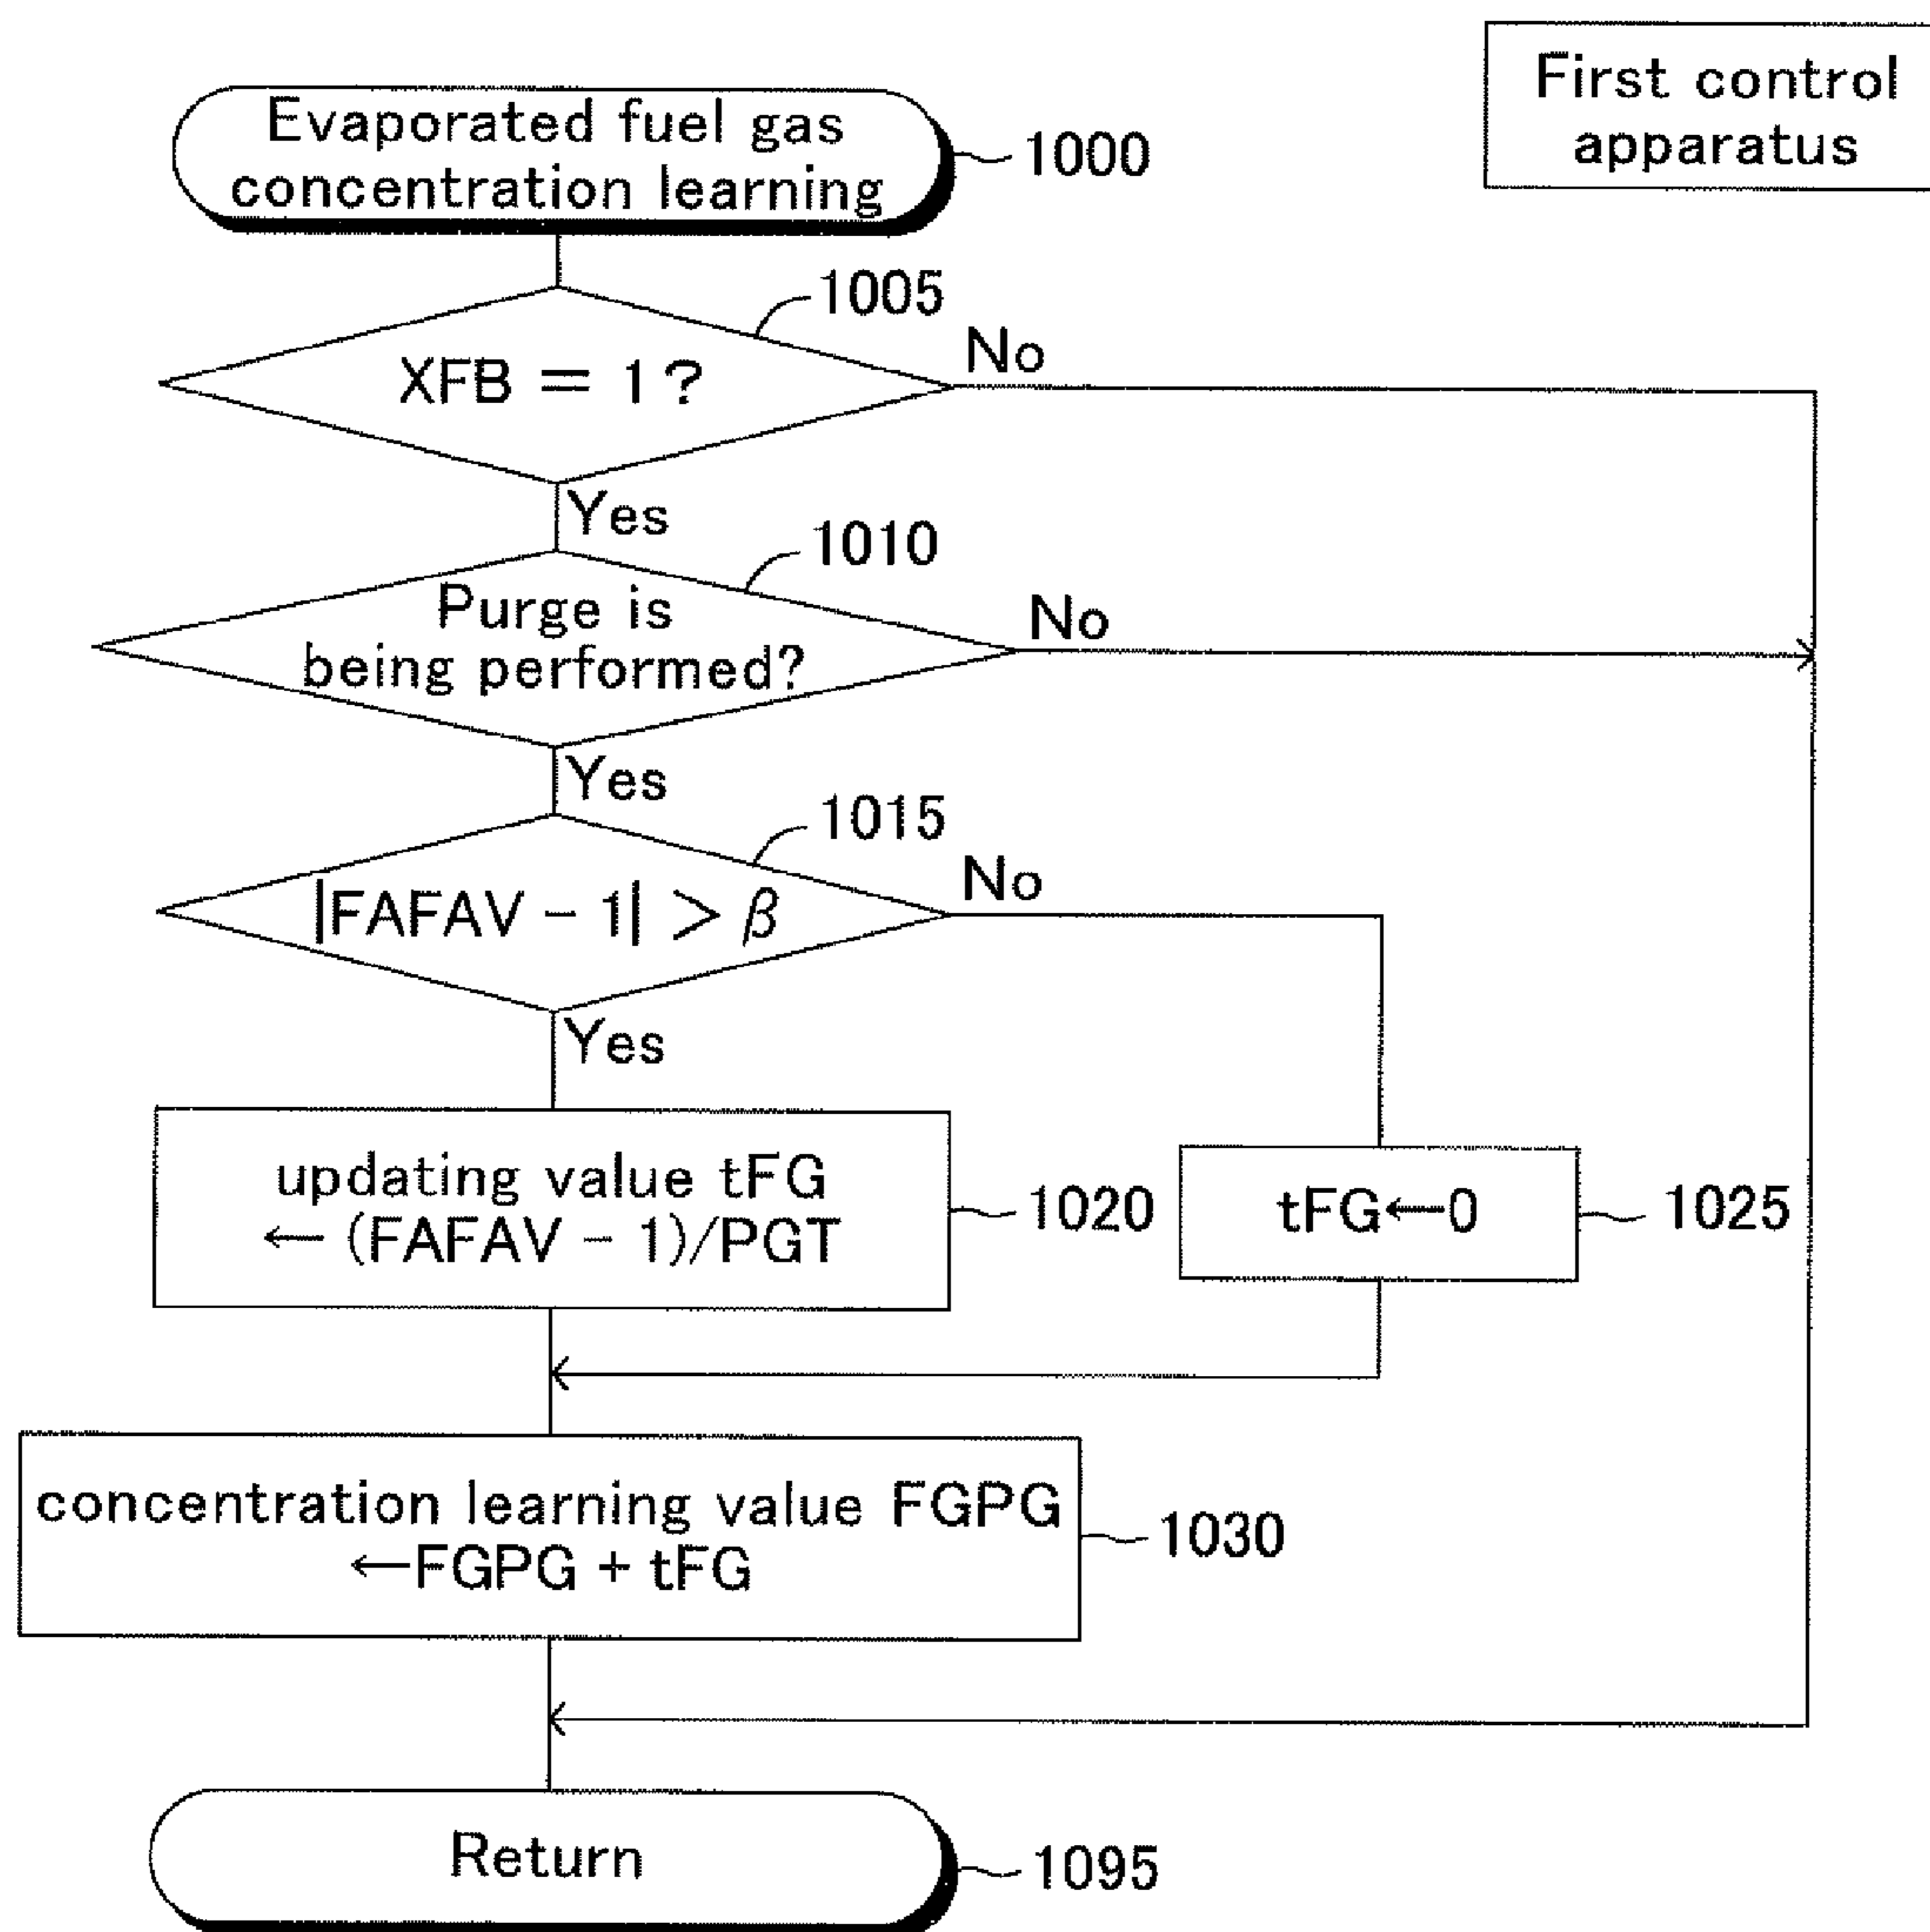 First control
apparatus
Evaporated fuel gas
concentration learning
1000
1005
XFB = 1?
No
Yes
1010
Purge is
being performed?
No
Yes
1015
|FAFAV - 1| > β
No
Yes
updating value tFG
← (FAFAV - 1)/PGT
1020
tFG←0
1025
concentration learning value FGPG
←FGPG + tFG
1030
Return
1095